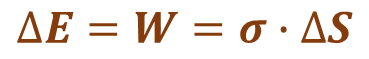 ΔE = W = σ · ΔS